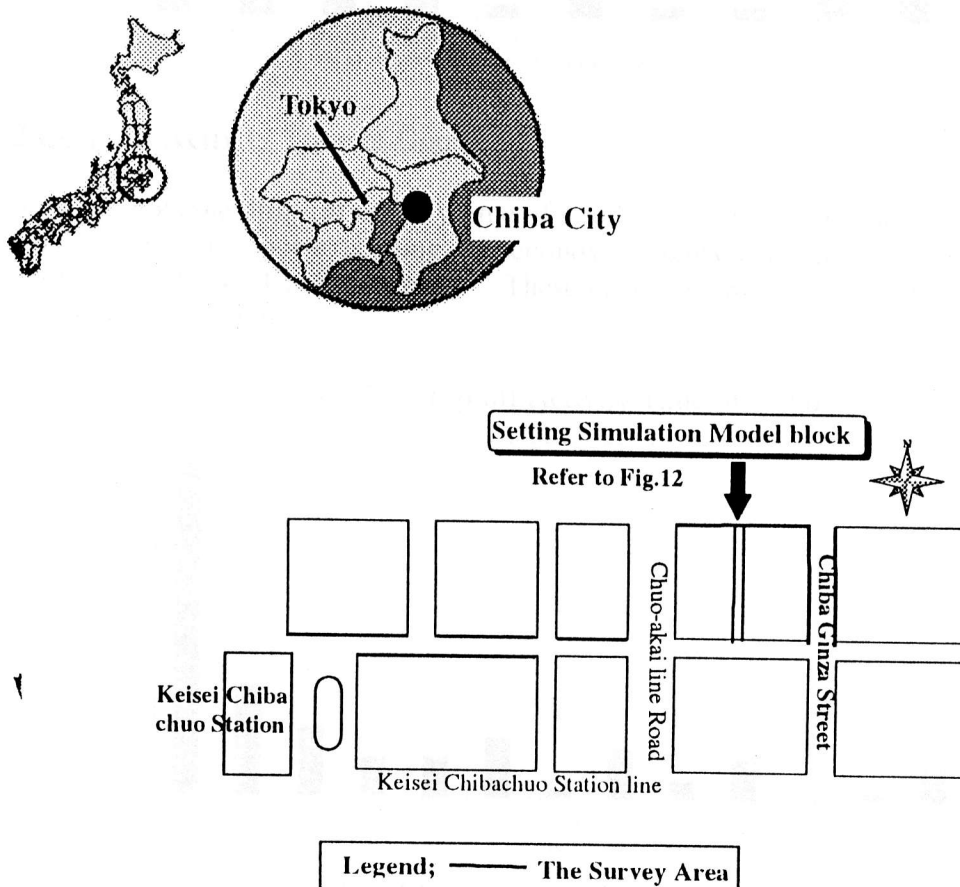 Tokyo
Chiba City
Setting Simulation Model block
Refer to Fig.12
N
Chuo-akai line Road
Chiba Ginza Street
Keisei Chiba
chuo Station
Keisei Chibachuo Station line
Legend; ——— The Survey Area